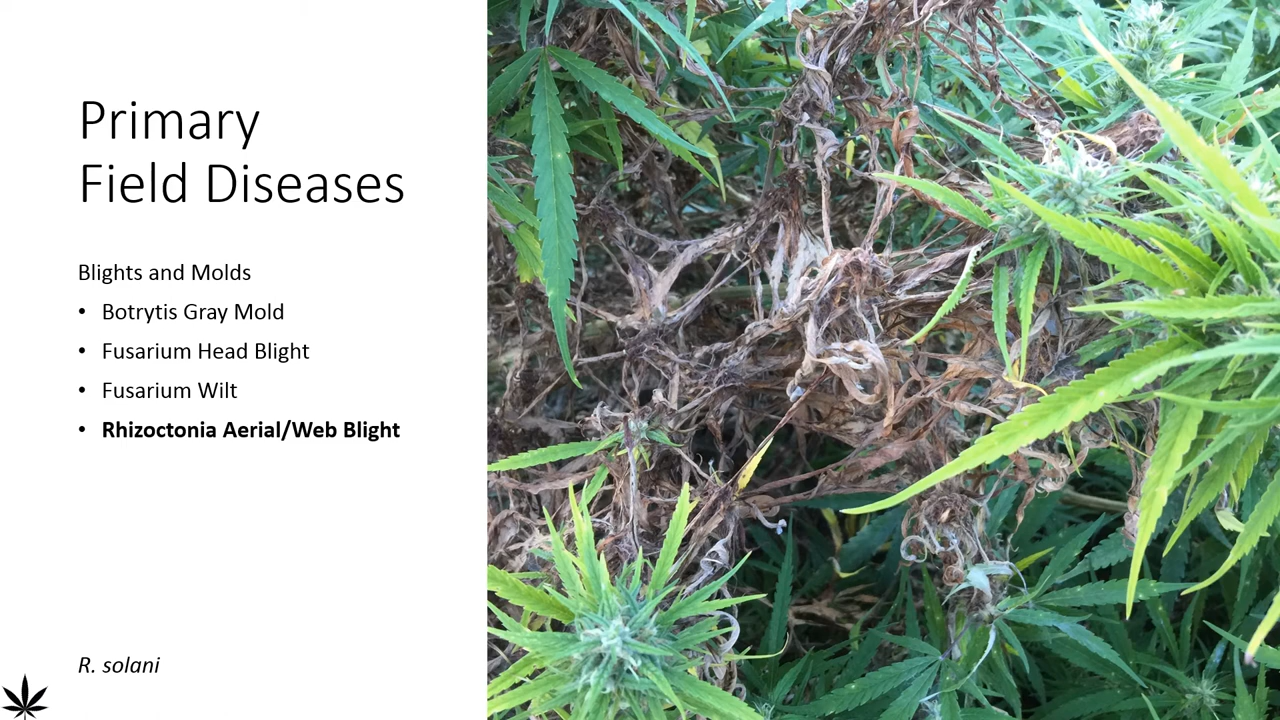 Primary
Field Diseases
Blights and Molds
• Botrytis Gray Mold
• Fusarium Head Blight
• Fusarium Wilt
• Rhizoctonia Aerial/Web Blight
R. solani